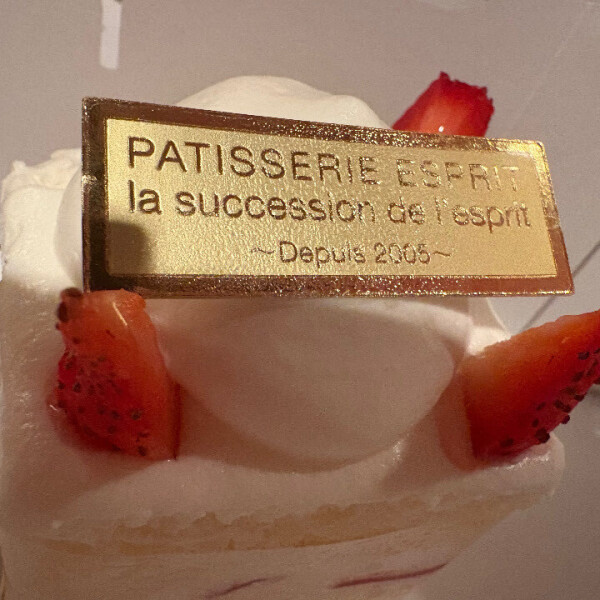 PATISSERIE ESPRIT
la succession de l'esprit
~Depuis 2005~